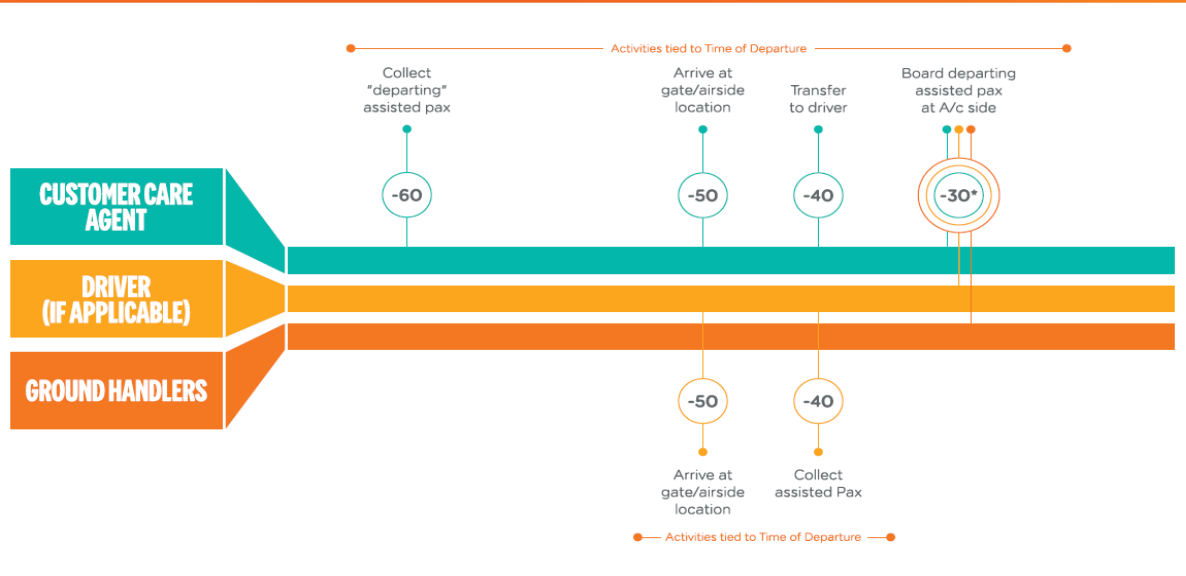 Activities tied to Time of Departure
Collect
"departing"
assisted pax
Arrive at
gate/airside
location
Transfer
to driver
Board departing
assisted pax
at A/c side
CUSTOMER CARE
AGENT
-60
-50
-40
-30*
DRIVER
(IF APPLICABLE)
GROUND HANDLERS
-50
-40
Arrive at
gate/airside
location
Collect
assisted Pax
Activities tied to Time of Departure